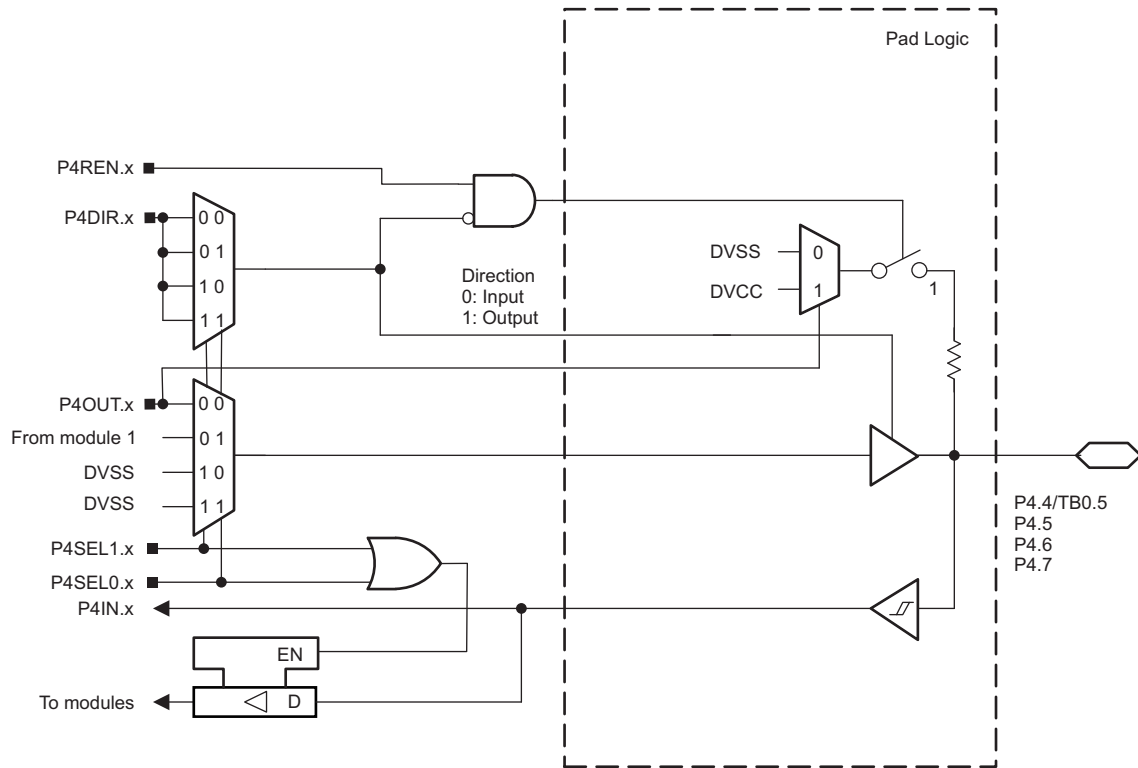 Pad Logic
P4REN.x
P4DIR.x
0 0
0 1
1 0
1 1
Direction
0: Input
1: Output
DVSS
DVCC
0
1
1
P4OUT.x
From module 1
DVSS
DVSS
0 0
0 1
1 0
1 1
P4.4/TB0.5
P4.5
P4.6
P4.7
P4SEL1.x
P4SEL0.x
P4IN.x
EN
To modules
D